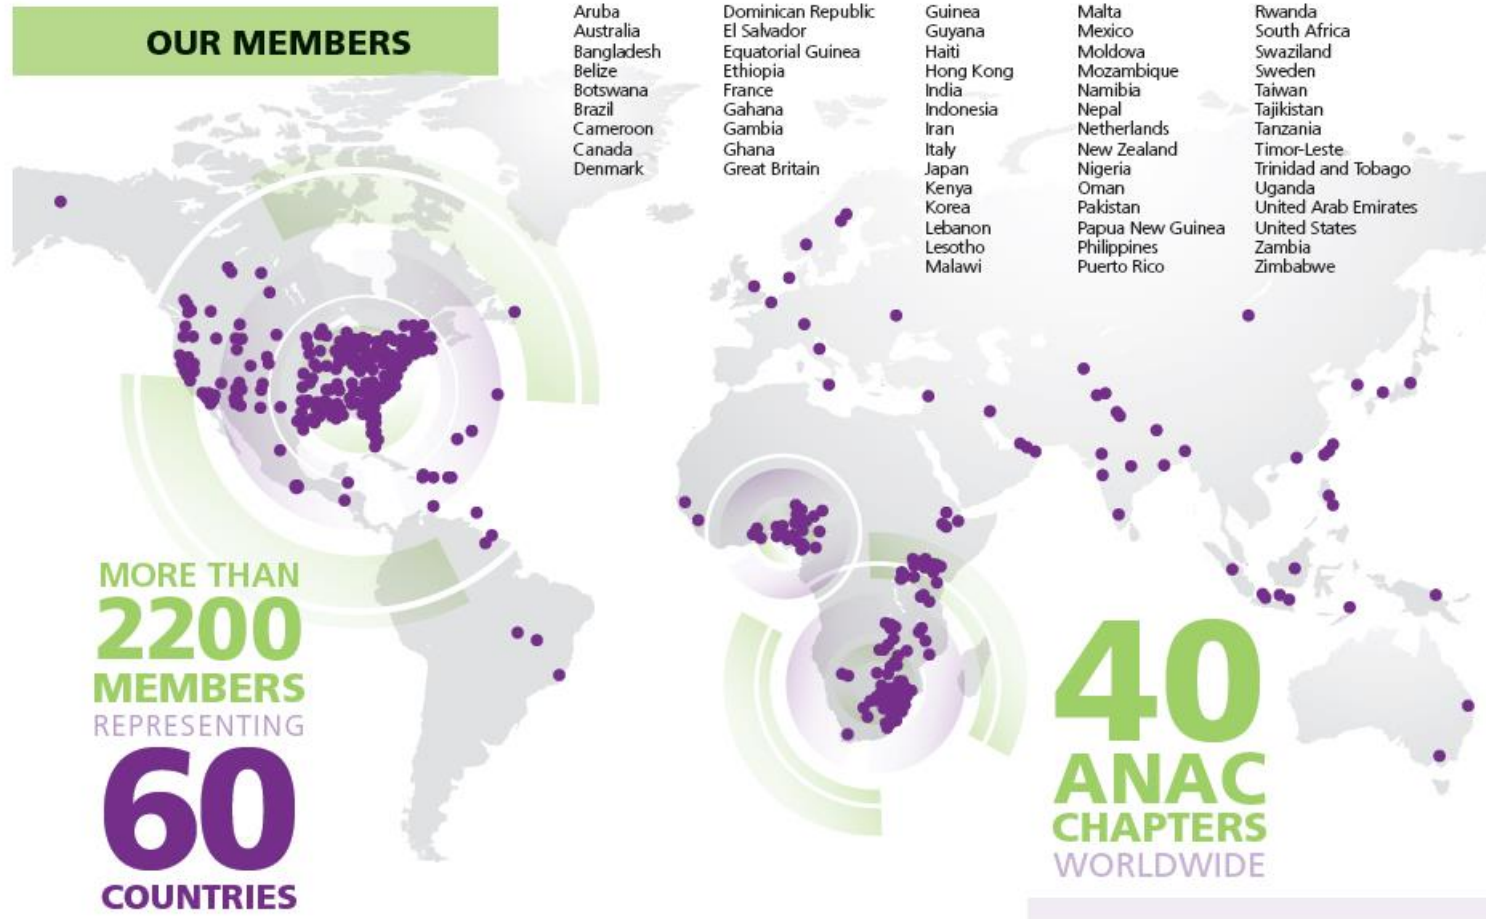 OUR MEMBERS
Aruba
Australia
Bangladesh
Belize
Botswana
Brazil
Cameroon
Canada
Denmark
Dominican Republic
El Salvador
Equatorial Guinea
Ethiopia
France
Gahana
Gambia
Ghana
Great Britain
Guinea
Guyana
Haiti
Hong Kong
India
Indonesia
Iran
Italy
Japan
Kenya
Korea
Lebanon
Lesotho
Malawi
Malta
Mexico
Moldova
Mozambique
Namibia
Nepal
Netherlands
New Zealand
Nigeria
Oman
Pakistan
Papua New Guinea
Philippines
Puerto Rico
Rwanda
South Africa
Swaziland
Sweden
Taiwan
Tajikistan
Tanzania
Timor-Leste
Trinidad and Tobago
Uganda
United Arab Emirates
United States
Zambia
Zimbabwe
MORE THAN
2200
MEMBERS
REPRESENTING
60
COUNTRIES
40
ANAC
CHAPTERS
WORLDWIDE